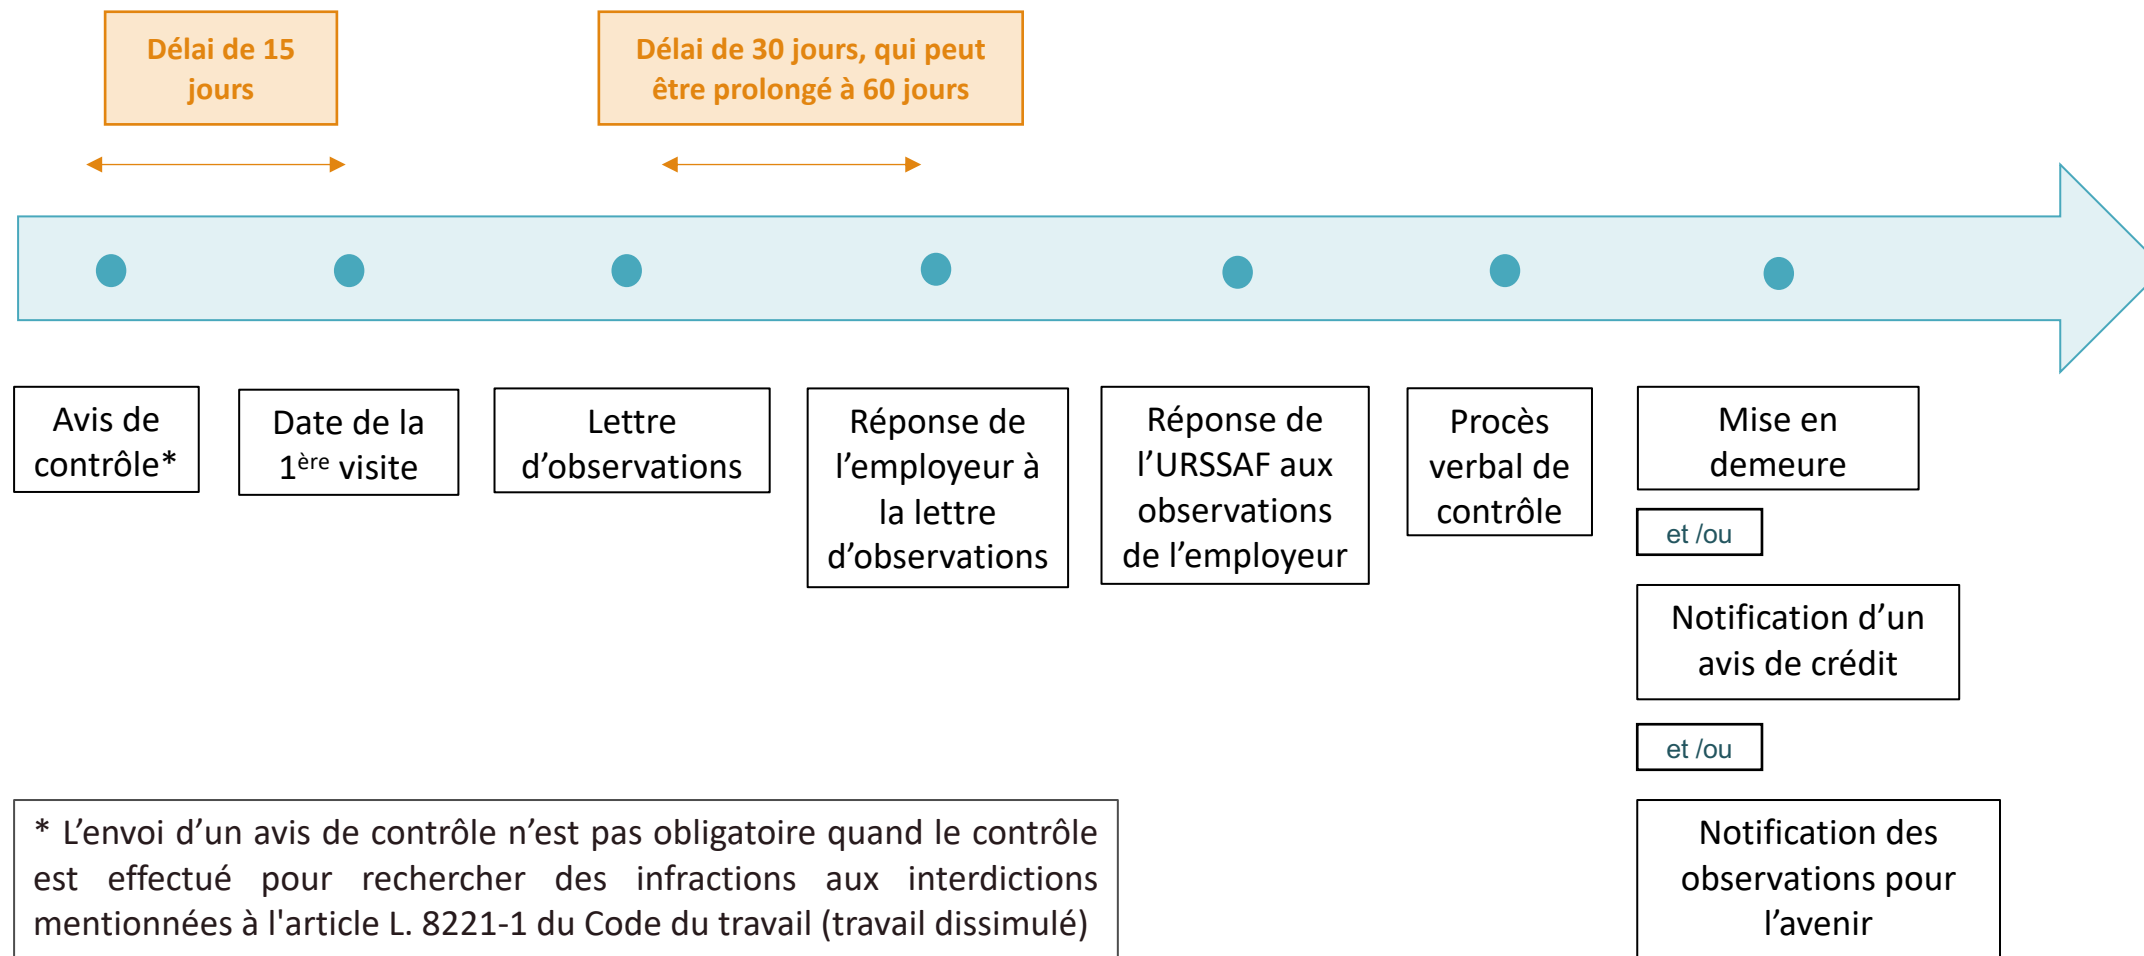 Délai de 15
jours
Délai de 30 jours, qui peut
être prolongé à 60 jours
Avis de
contrôle*
Date de la
1ère visite
Lettre
d’observations
Réponse de
l’employeur à
la lettre
d’observations
Réponse de
l’URSSAF aux
observations
de l’employeur
Procès
verbal de
contrôle
Mise en
demeure
et /ou
Notification d’un
avis de crédit
et /ou
Notification des
observations pour
l’avenir
* L’envoi d’un avis de contrôle n’est pas obligatoire quand le contrôle
est effectué pour rechercher des infractions aux interdictions
mentionnées à l'article L. 8221-1 du Code du travail (travail dissimulé)